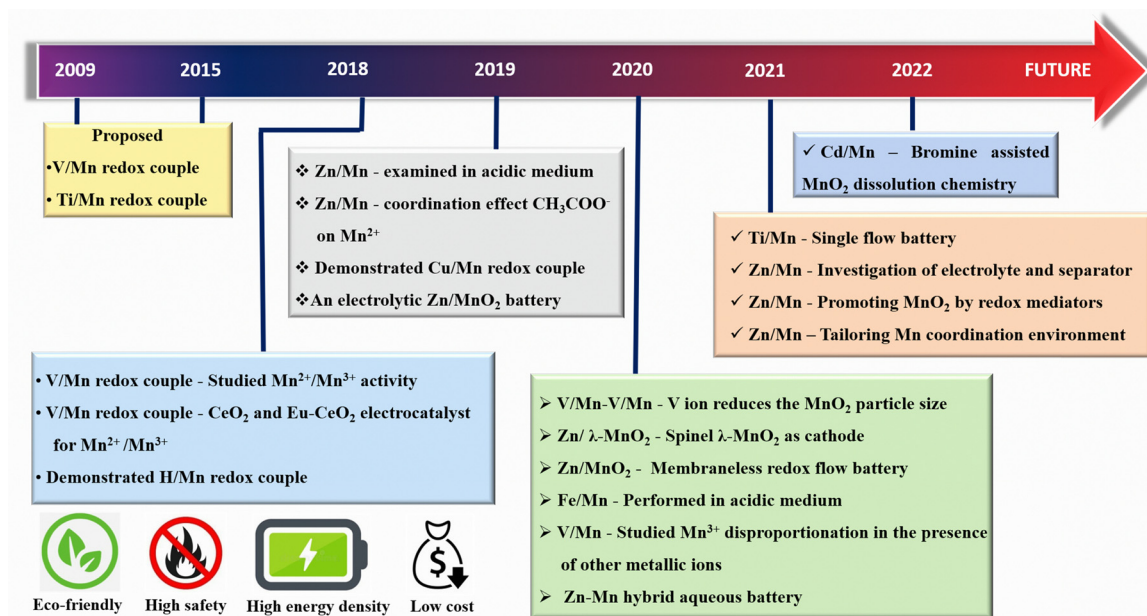 2009 2015 2018 2019 2020 2021 2022 FUTURE
Proposed
•V/Mn redox couple
• Ti/Mn redox couple
• V/Mn redox couple - Studied Mn²⁺/Mn³⁺ activity
• V/Mn redox couple - CeO₂ and Eu-CeO₂ electrocatalyst
for Mn²⁺ /Mn³⁺
• Demonstrated H/Mn redox couple
❖ Zn/Mn - examined in acidic medium
❖ Zn/Mn - coordination effect CH₃COO⁻
on Mn²⁺
❖ Demonstrated Cu/Mn redox couple
❖An electrolytic Zn/MnO₂ battery
➢ V/Mn-V/Mn - V ion reduces the MnO₂ particle size
➢ Zn/ λ-MnO₂ - Spinel λ-MnO₂ as cathode
➢ Zn/MnO₂ - Membraneless redox flow battery
➢ Fe/Mn - Performed in acidic medium
➢ V/Mn - Studied Mn³⁺ disproportionation in the presence
of other metallic ions
➢ Zn-Mn hybrid aqueous battery
✓ Ti/Mn - Single flow battery
✓ Zn/Mn - Investigation of electrolyte and separator
✓ Zn/Mn - Promoting MnO₂ by redox mediators
✓ Zn/Mn – Tailoring Mn coordination environment
✓ Cd/Mn – Bromine assisted
MnO₂ dissolution chemistry
$
Eco-friendly High safety High energy density Low cost